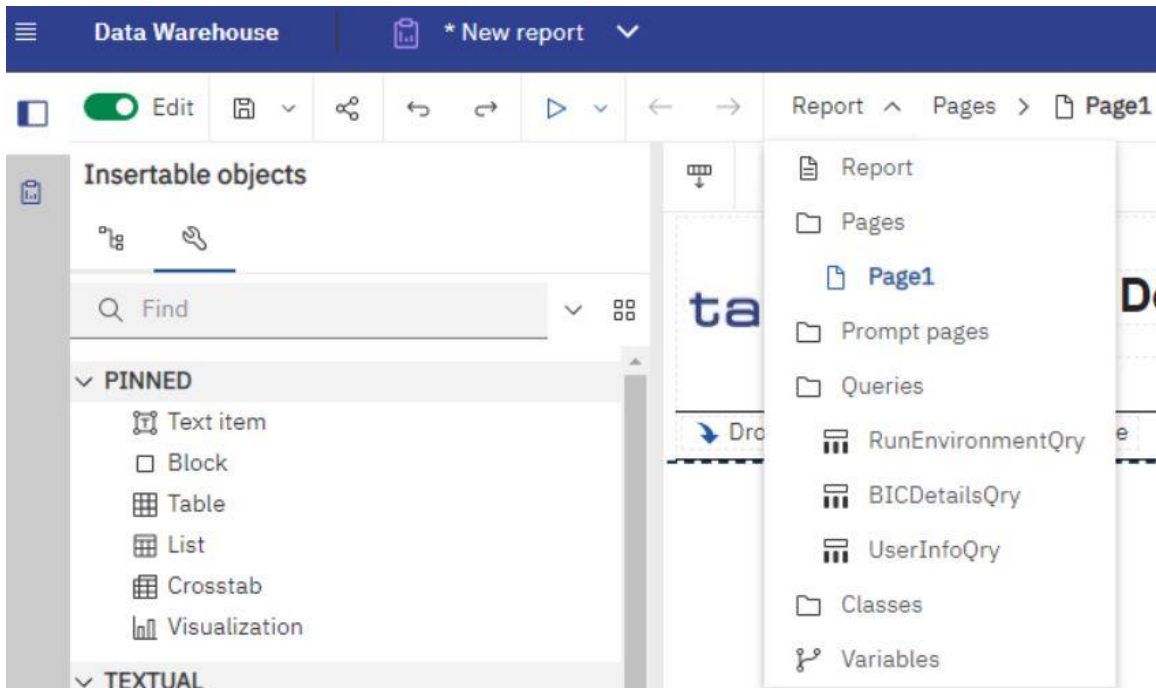 Data Warehouse
* New report
Edit
Report
Pages >
Page1
Insertable objects
Find
PINNED
Text item
Block
Table
List
Crosstab
Visualization
TEXTUAL
Report
Pages
Page1
Prompt pages
Queries
RunEnvironmentQry
BICDetailsQry
UserInfoQry
Classes
Variables